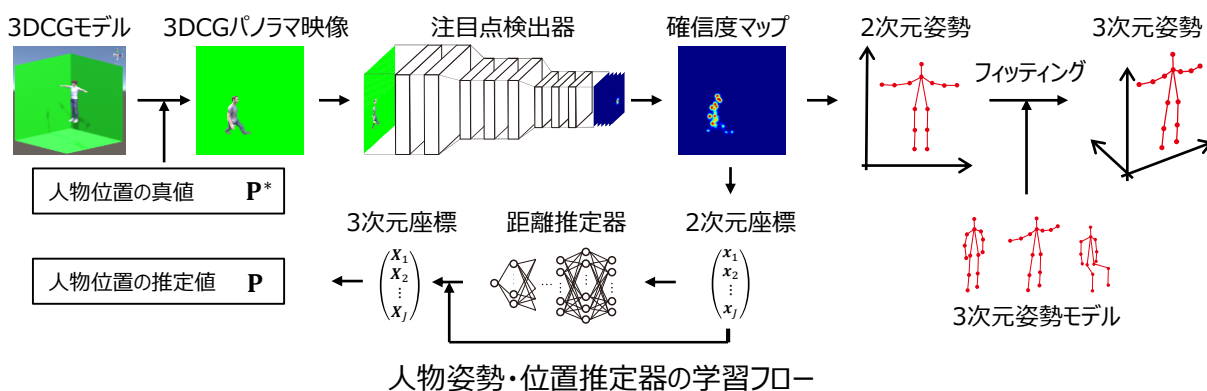 3DCGモデル
3DCGパノラマ映像
注目点検出器
確信度マップ
2次元姿勢
3次元姿勢
フィッティング
人物位置の真値 P*
3次元座標
距離推定器
2次元座標
人物位置の推定値 P
X₁
X₂
⋮
X_J
⋯
x₁
x₂
⋮
x_J
3次元姿勢モデル
人物姿勢・位置推定器の学習フロー